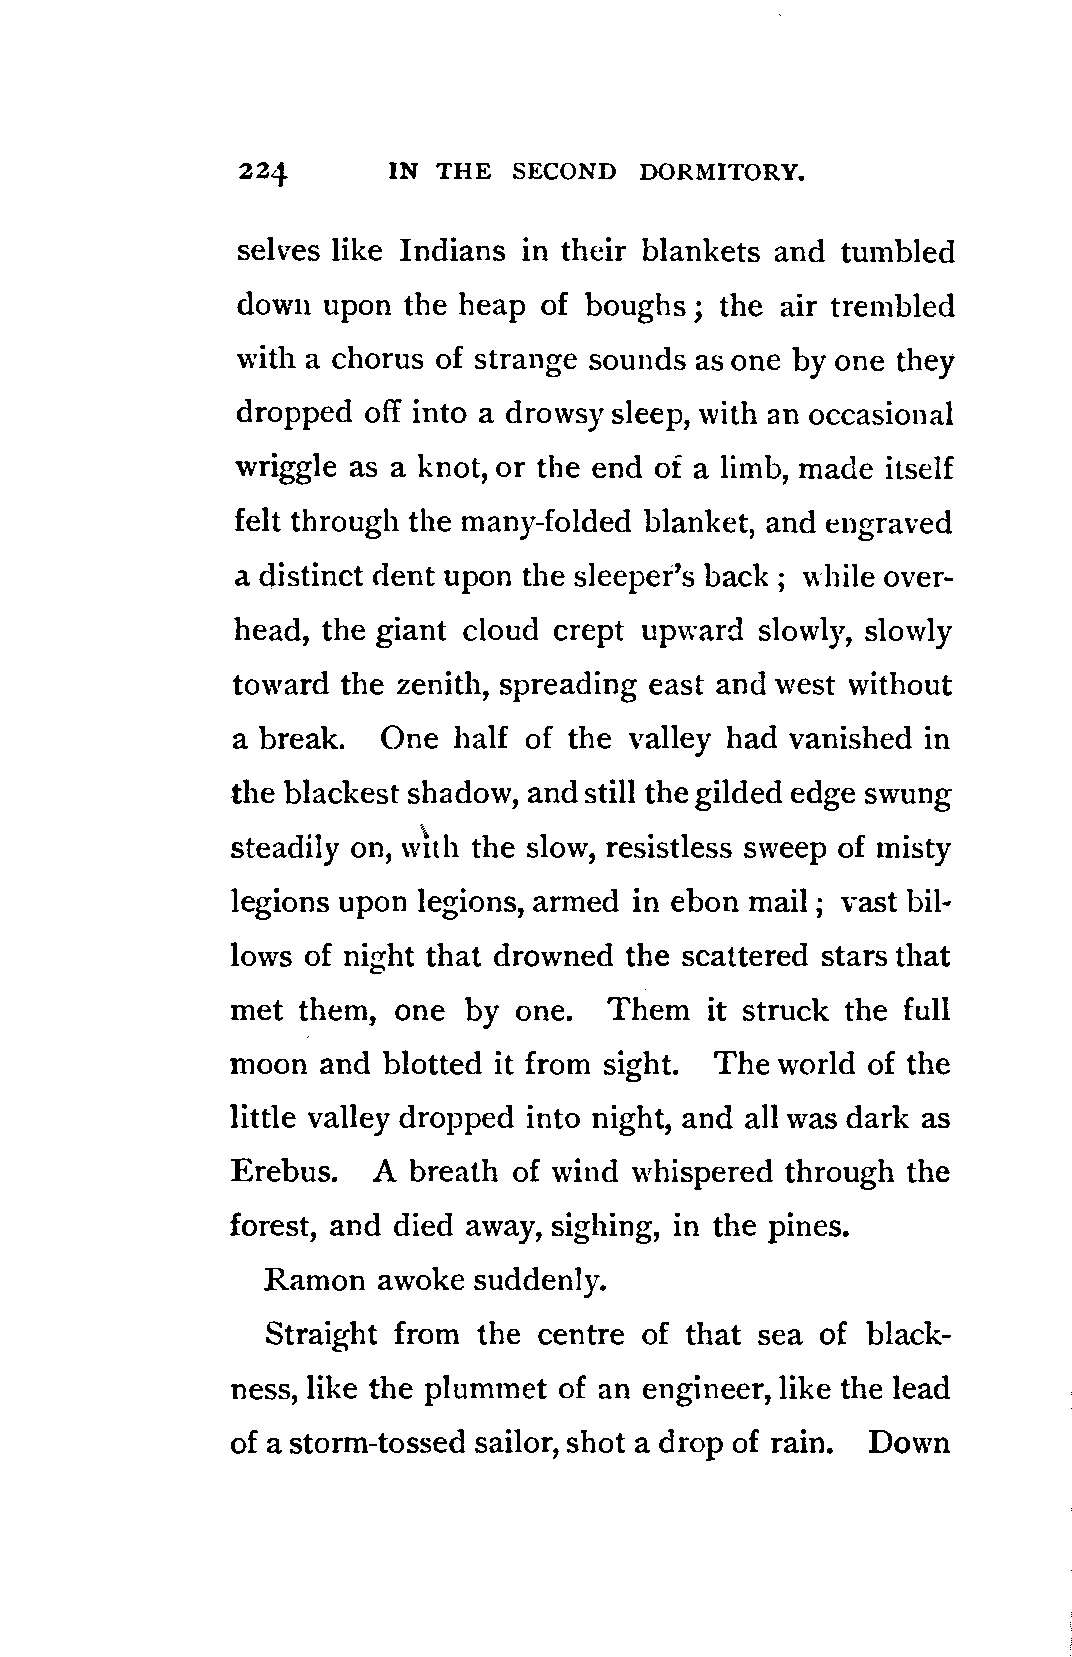 224 IN THE SECOND DORMITORY.
selves like Indians in their blankets and tumbled
down upon the heap of boughs; the air trembled
with a chorus of strange sounds as one by one they
dropped off into a drowsy sleep, with an occasional
wriggle as a knot, or the end of a limb, made itself
felt through the many-folded blanket, and engraved
a distinct dent upon the sleeper's back; while over-
head, the giant cloud crept upward slowly, slowly
toward the zenith, spreading east and west without
a break. One half of the valley had vanished in
the blackest shadow, and still the gilded edge swung
steadily on, with the slow, resistless sweep of misty
legions upon legions, armed in ebon mail; vast bil-
lows of night that drowned the scattered stars that
met them, one by one. Them it struck the full
moon and blotted it from sight. The world of the
little valley dropped into night, and all was dark as
Erebus. A breath of wind whispered through the
forest, and died away, sighing, in the pines.
Ramon awoke suddenly.
Straight from the centre of that sea of black-
ness, like the plummet of an engineer, like the lead
of a storm-tossed sailor, shot a drop of rain. Down